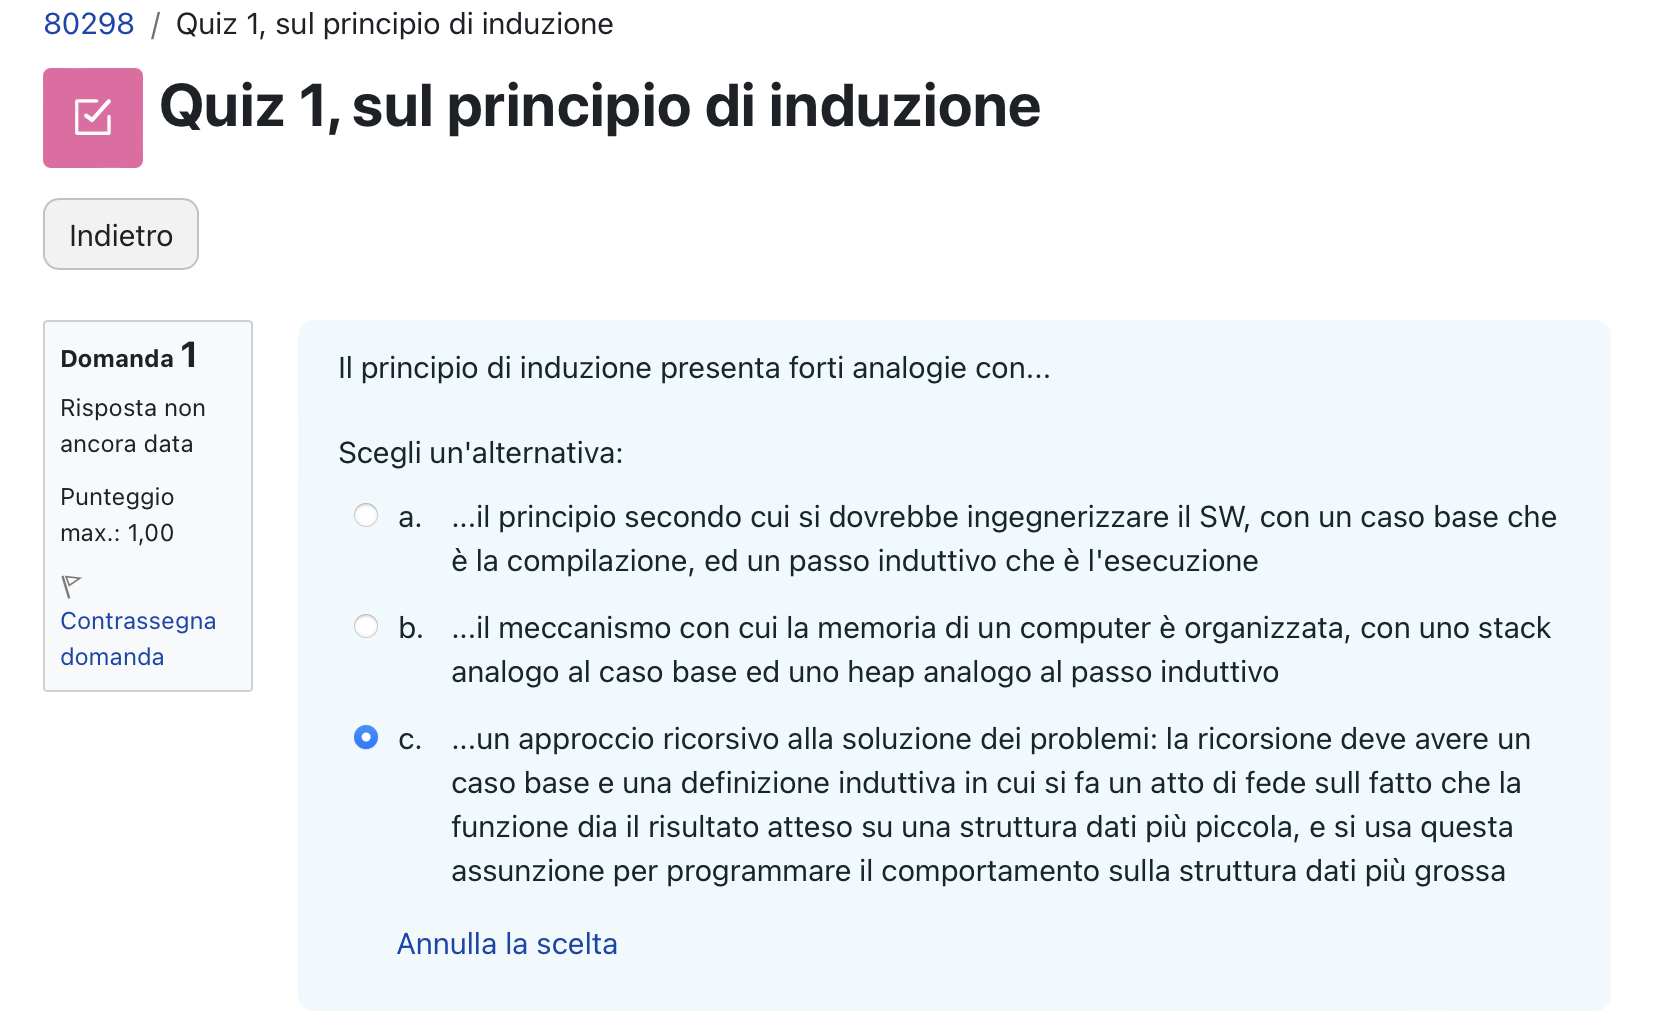 80298 / Quiz 1, sul principio di induzione
Quiz 1, sul principio di induzione
Indietro
Domanda 1
Risposta non
ancora data
Punteggio
max.: 1,00
Contrassegna
domanda
Il principio di induzione presenta forti analogie con...
Scegli un'alternativa:
a. ...il principio secondo cui si dovrebbe ingegnerizzare il SW, con un caso base che
è la compilazione, ed un passo induttivo che è l'esecuzione
b. ...il meccanismo con cui la memoria di un computer è organizzata, con uno stack
analogo al caso base ed uno heap analogo al passo induttivo
c. ...un approccio ricorsivo alla soluzione dei problemi: la ricorsione deve avere un
caso base e una definizione induttiva in cui si fa un atto di fede sull fatto che la
funzione dia il risultato atteso su una struttura dati più piccola, e si usa questa
assunzione per programmare il comportamento sulla struttura dati più grossa
Annulla la scelta